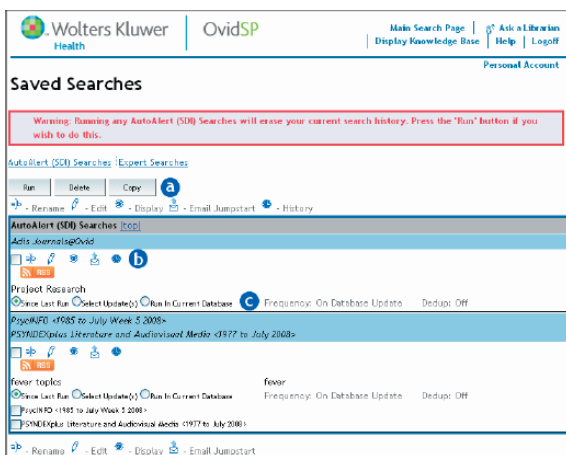 Wolters Kluwer
Health
OvidSP
Main Search Page | Ask a Librarian
Display Knowledge Base | Help | Logoff
Personal Account
Saved Searches
Warning: Running any AutoAlert (SDI) Searches will erase your current search history. Press the "Run" button if you
wish to do this.
AutoAlert (SDI) Searches Expert Searches
Run Delete Copy a
- Rename - Edit - Display - Email Jumpstart - History
AutoAlert (SDI) Searches [top]
Adis Journals@Ovid
b
RSS
Project Research
Since Last Run Select Update(s) Run In Current Database c Frequency: On Database Update Dedup: Off
PsycINFO <1985 to July Week 5 2008>
PSYNDEXplus Literature and Audiovisual Media <1977 to July 2008>
RSS
fever topics fever
Since Last Run Select Update(s) Run In Current Database Frequency: On Database Update Dedup: Off
PsycINFO <1985 to July Week 5 2008>
PSYNDEXplus Literature and Audiovisual Media <1977 to July 2008>
- Rename - Edit - Display - Email Jumpstart